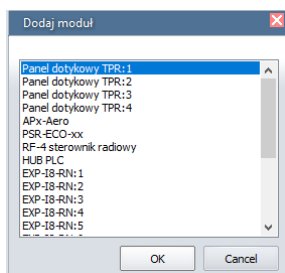 Dodaj moduł
Panel dotykowy TPR:1
Panel dotykowy TPR:2
Panel dotykowy TPR:3
Panel dotykowy TPR:4
APx-Aero
PSR-ECO-xx
RF-4 sterownik radiowy
HUB PLC
EXP-I8-RN:1
EXP-I8-RN:2
EXP-I8-RN:3
EXP-I8-RN:4
EXP-I8-RN:5
OK
Cancel